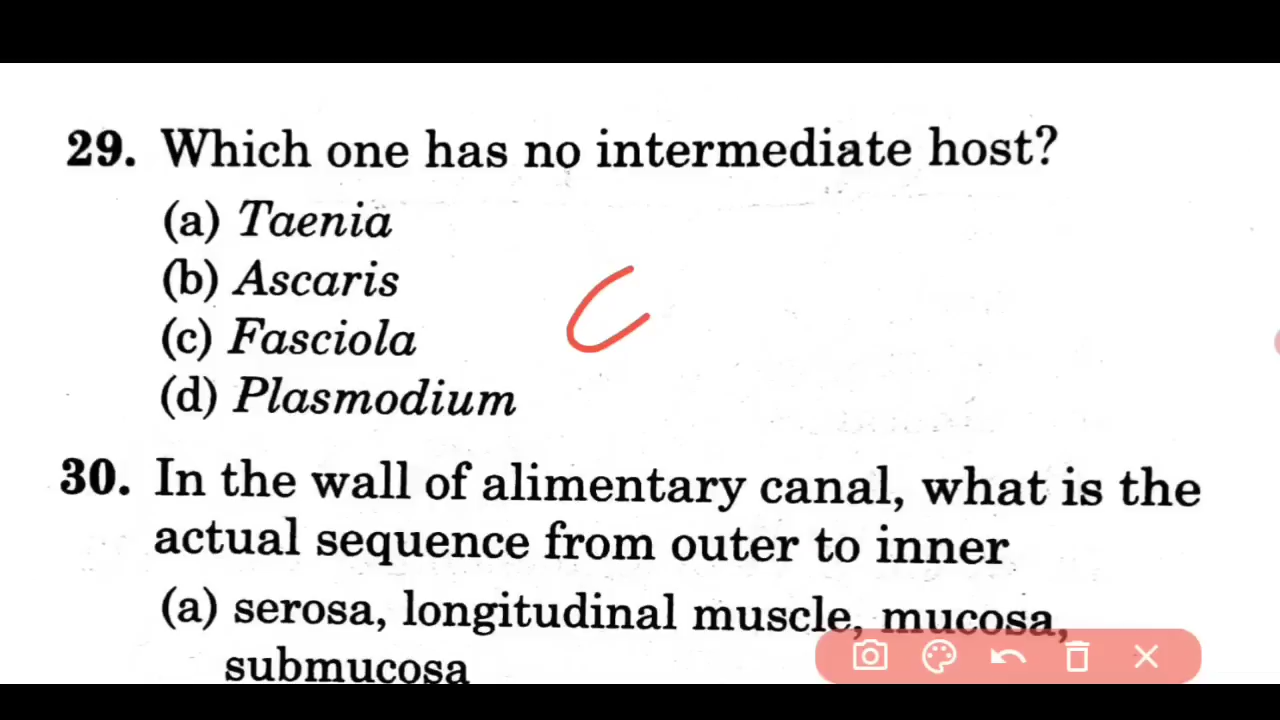 29. Which one has no intermediate host?
(a) Taenia
(b) Ascaris
(c) Fasciola
(d) Plasmodium
30. In the wall of alimentary canal, what is the
actual sequence from outer to inner
(a) serosa, longitudinal muscle, mucosa,
submucosa